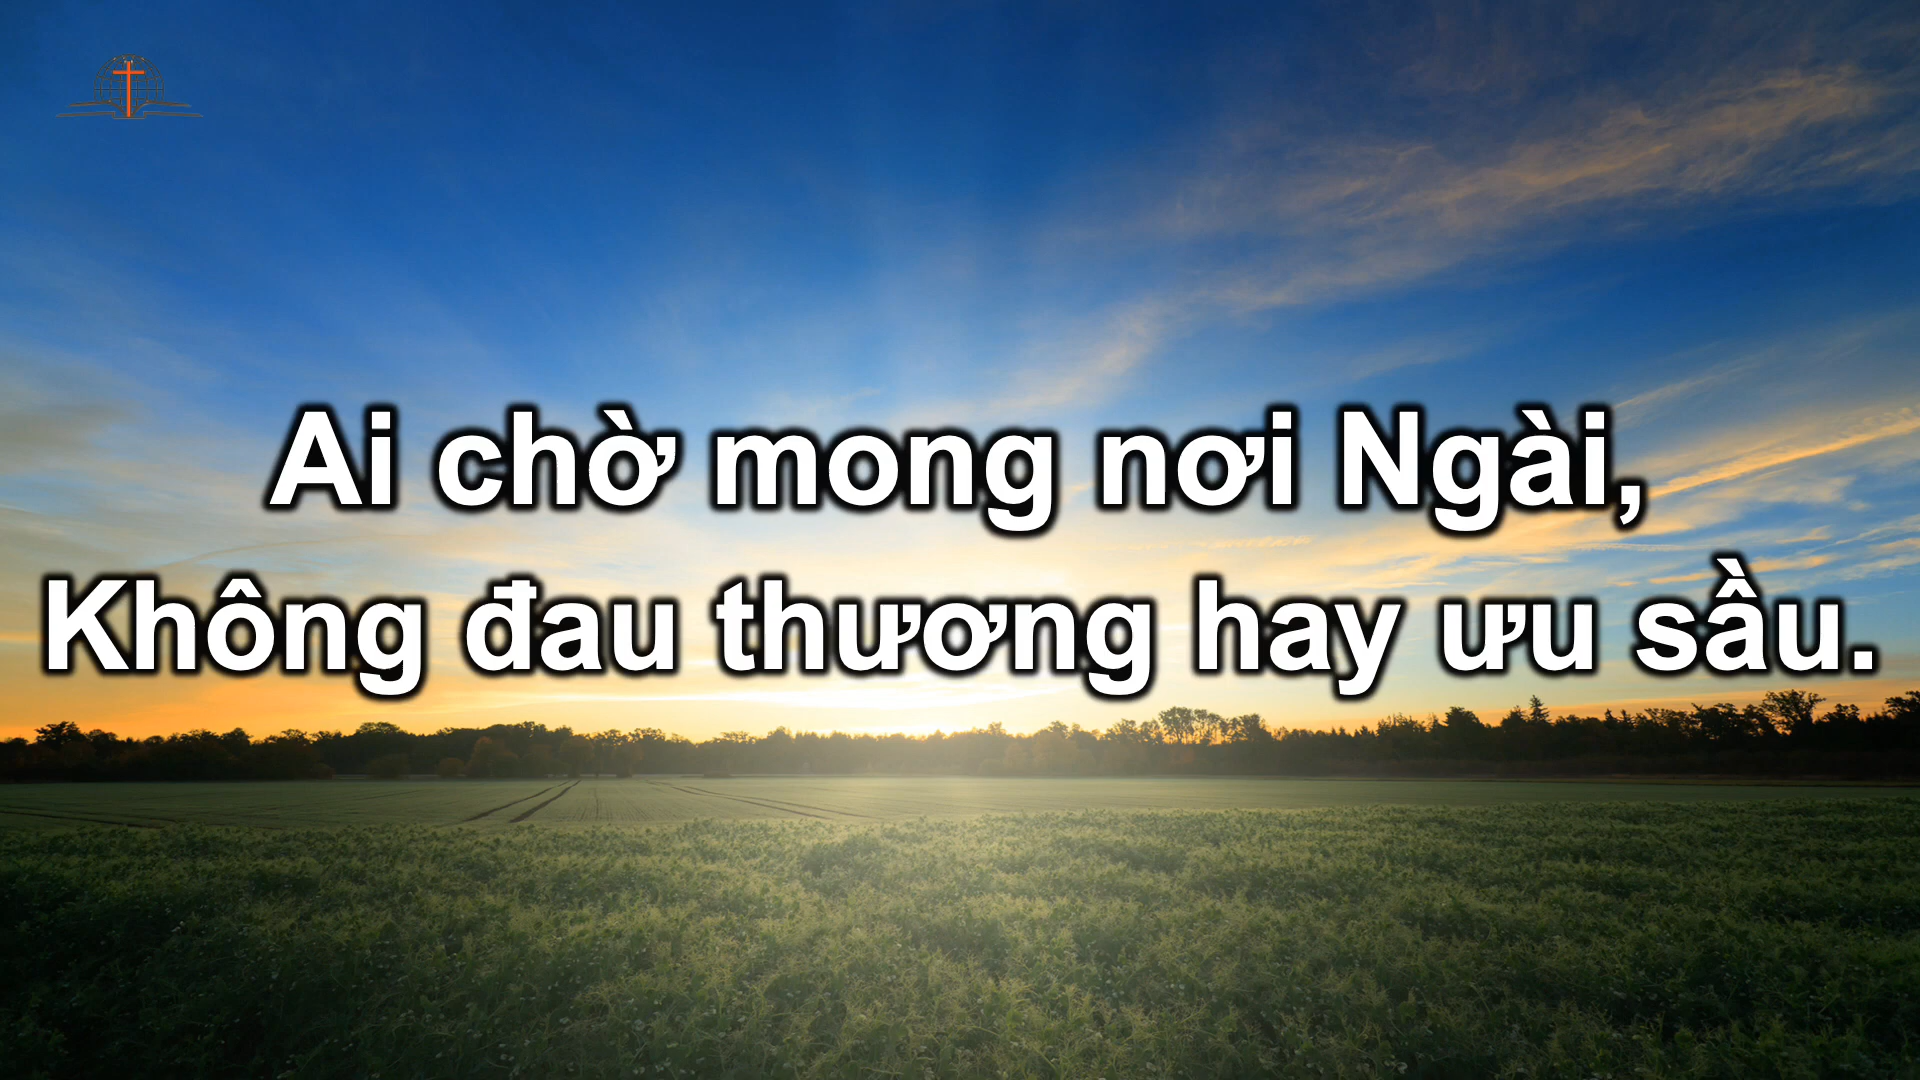 Ai chờ mong nơi Ngài,
Không đau thương hay ưu sầu.